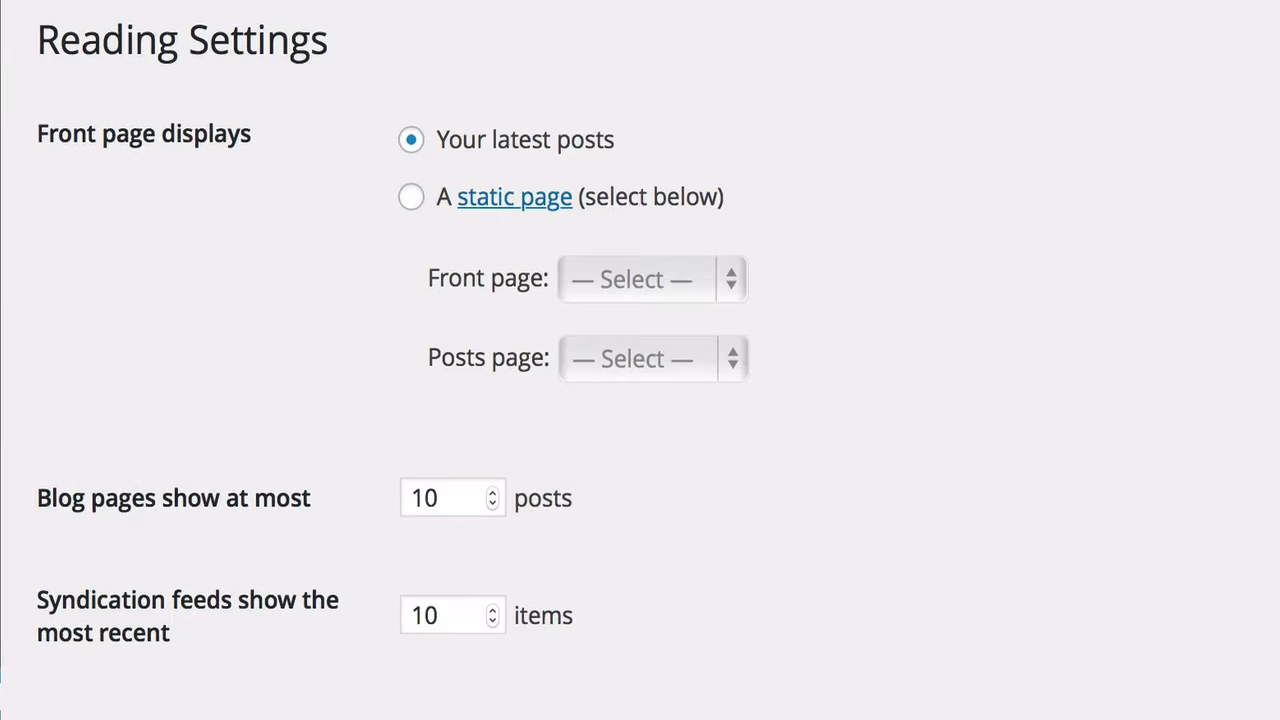 Reading Settings
Front page displays
Your latest posts
A static page (select below)
Front page: — Select —
Posts page: — Select —
Blog pages show at most 10 posts
Syndication feeds show the
most recent
10 items